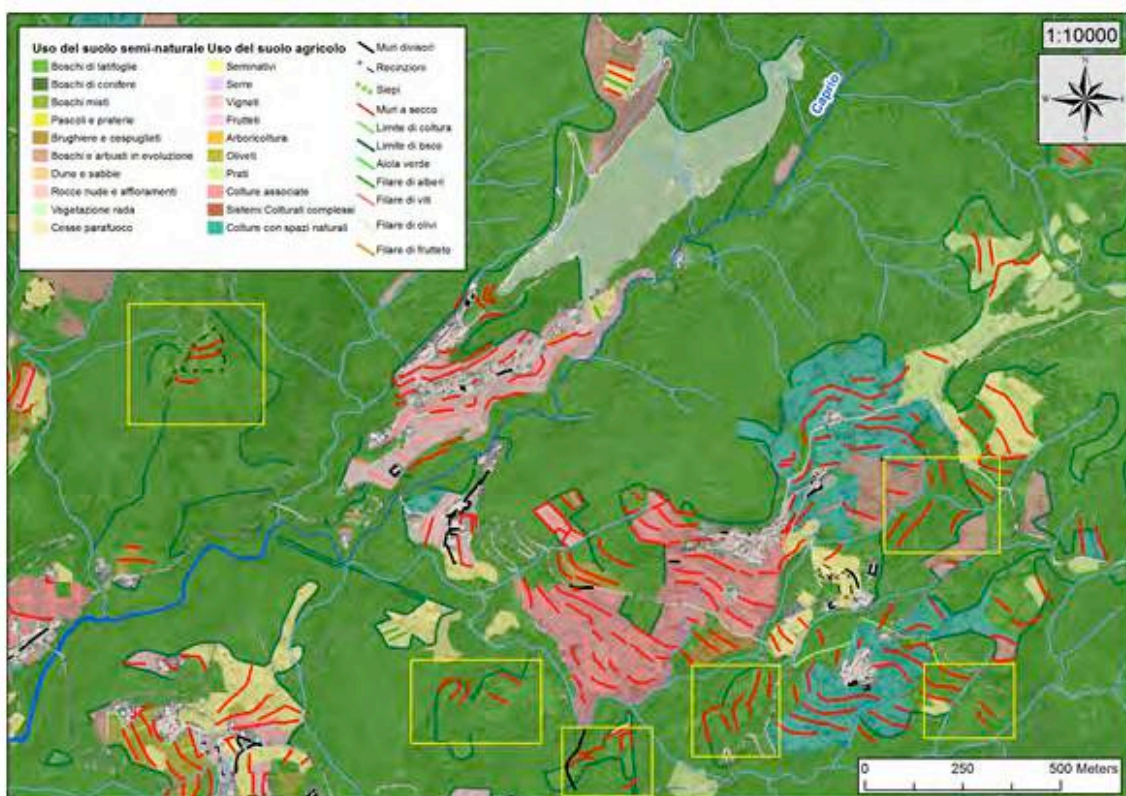 Uso del suolo semi-naturale
Boschi di latifoglie
Boschi di conifere
Boschi misti
Pascoli e praterie
Brughiere e cespuglieti
Boschi e arbusti in evoluzione
Dune e sabbie
Rocce nude e affioramenti
Vegetazione rada
Cesse parafuoco
Uso del suolo agricolo
Seminativi
Serre
Vigneti
Frutteti
Arboricoltura
Oliveti
Prati
Colture associate
Sistemi Colturali complessi
Colture con spazi naturali
Muri divisori
Recinzioni
Siepi
Muri a secco
Limite di coltura
Limite di bosco
Aiola verde
Filare di alberi
Filare di viti
Filare di olivi
Filare di frutteto
1:10000
N
W
E
S
Caprio
0 250 500 Meters